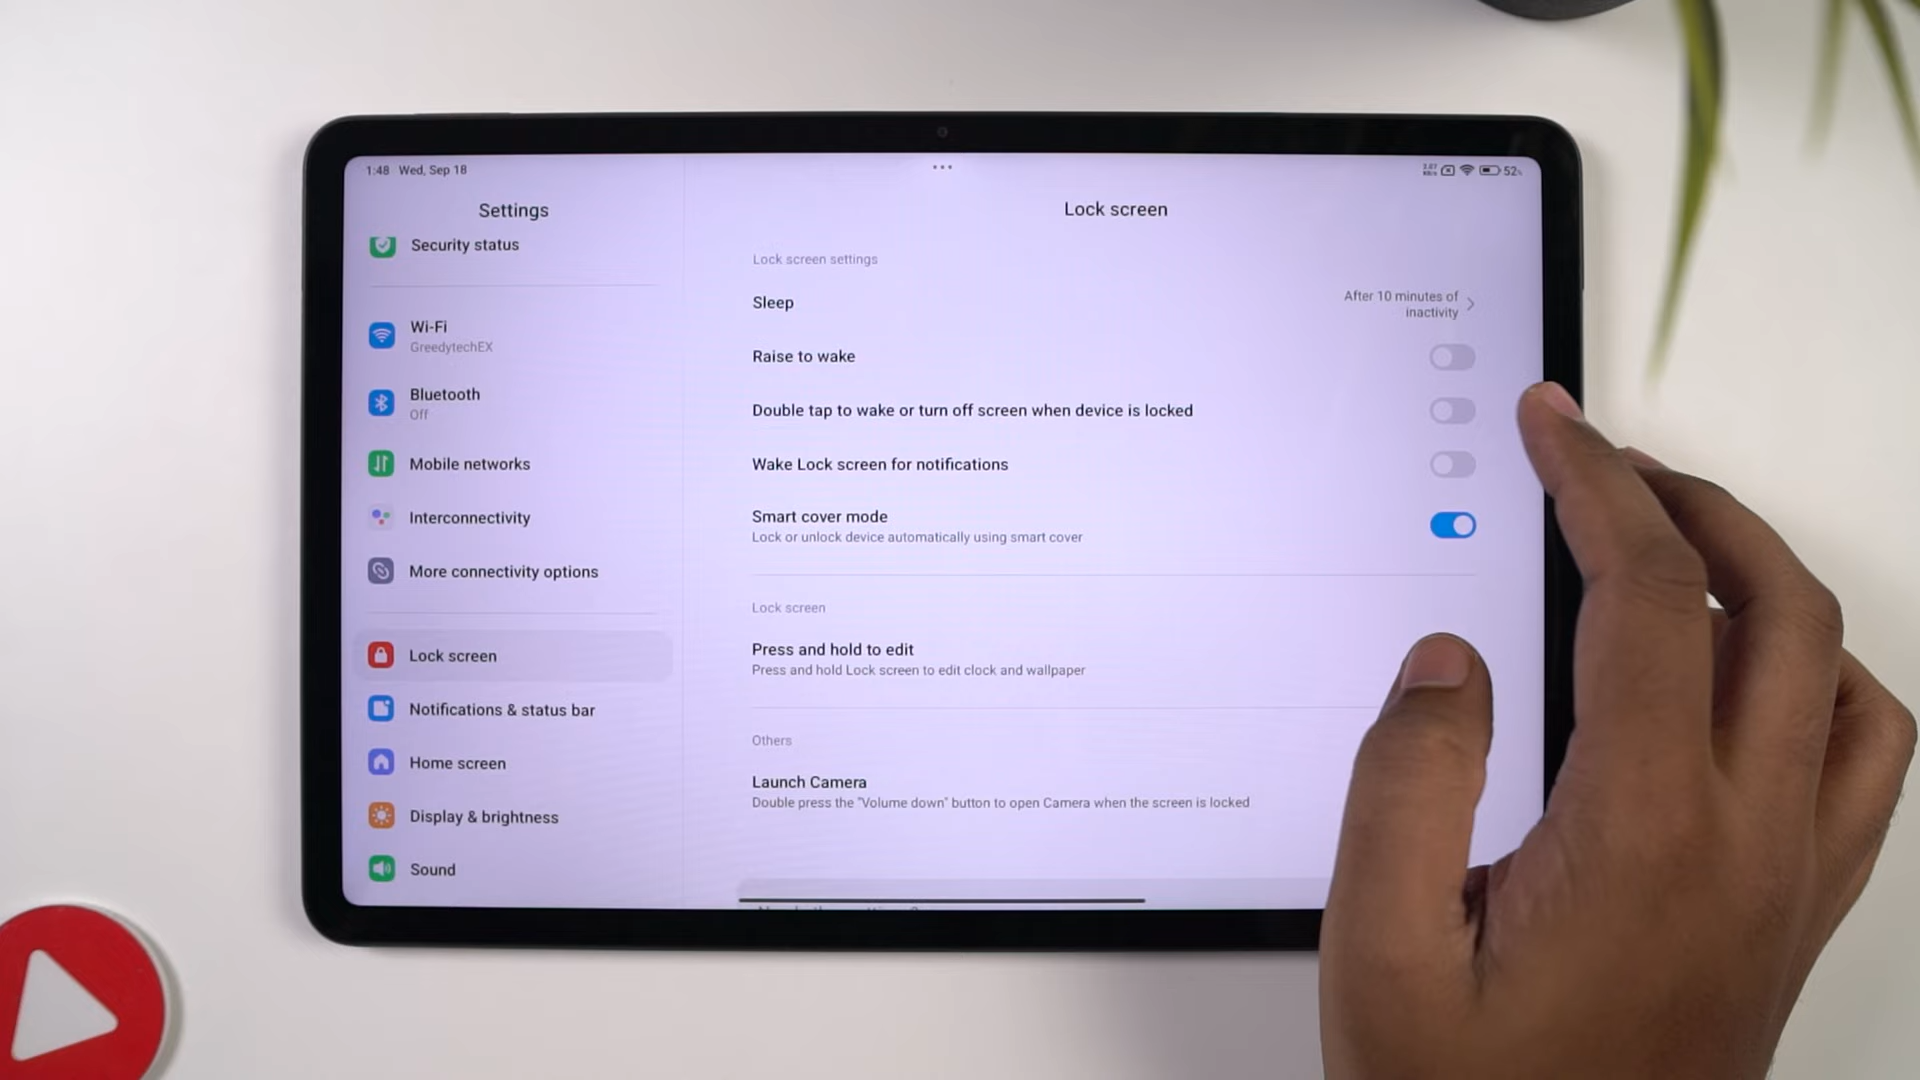 1:48 Wed, Sep 18
52%
Settings
Security status
Wi-Fi
GreedytechEX
Bluetooth
Off
Mobile networks
Interconnectivity
More connectivity options
Lock screen
Notifications & status bar
Home screen
Display & brightness
Sound
Lock screen
Lock screen settings
Sleep
After 10 minutes of
inactivity
Raise to wake
Double tap to wake or turn off screen when device is locked
Wake Lock screen for notifications
Smart cover mode
Lock or unlock device automatically using smart cover
Lock screen
Press and hold to edit
Press and hold Lock screen to edit clock and wallpaper
Others
Launch Camera
Double press the "Volume down" button to open Camera when the screen is locked